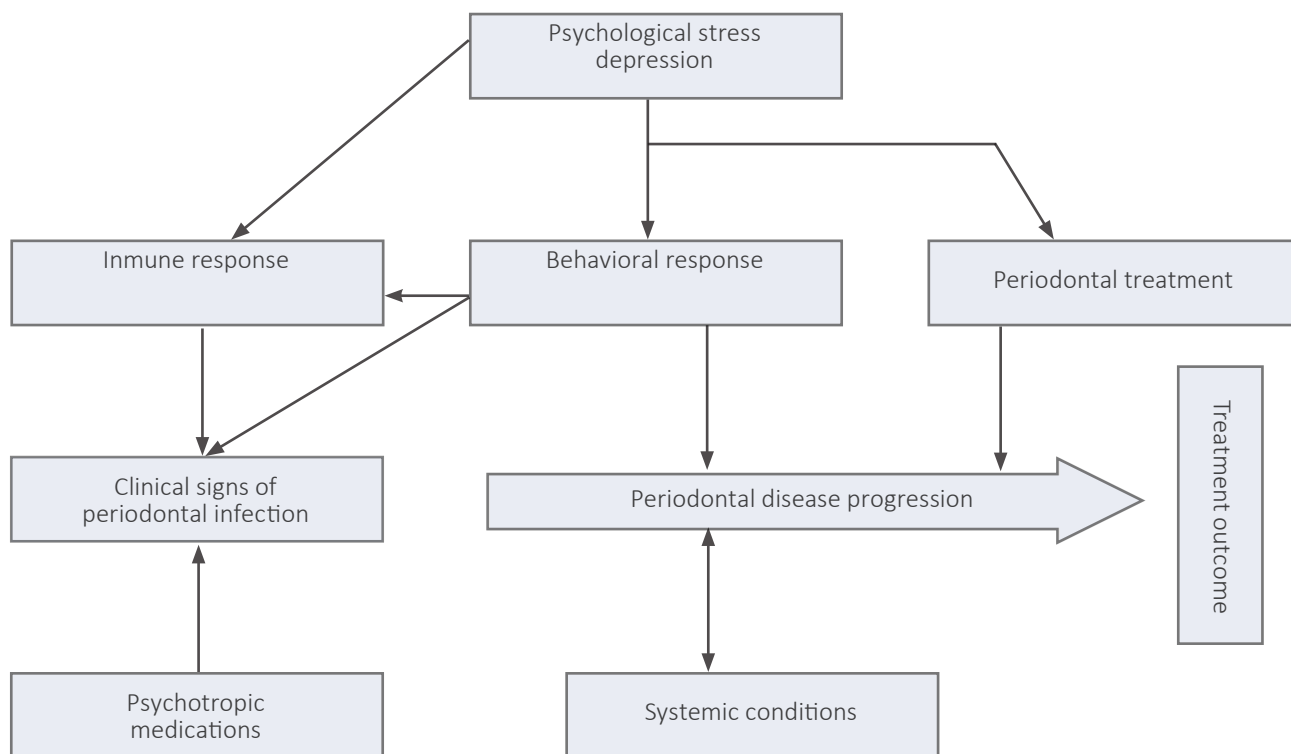 Psychological stress
depression
Inmune response
Behavioral response
Periodontal treatment
Treatment outcome
Clinical signs of
periodontal infection
Periodontal disease progression
Psychotropic
medications
Systemic conditions